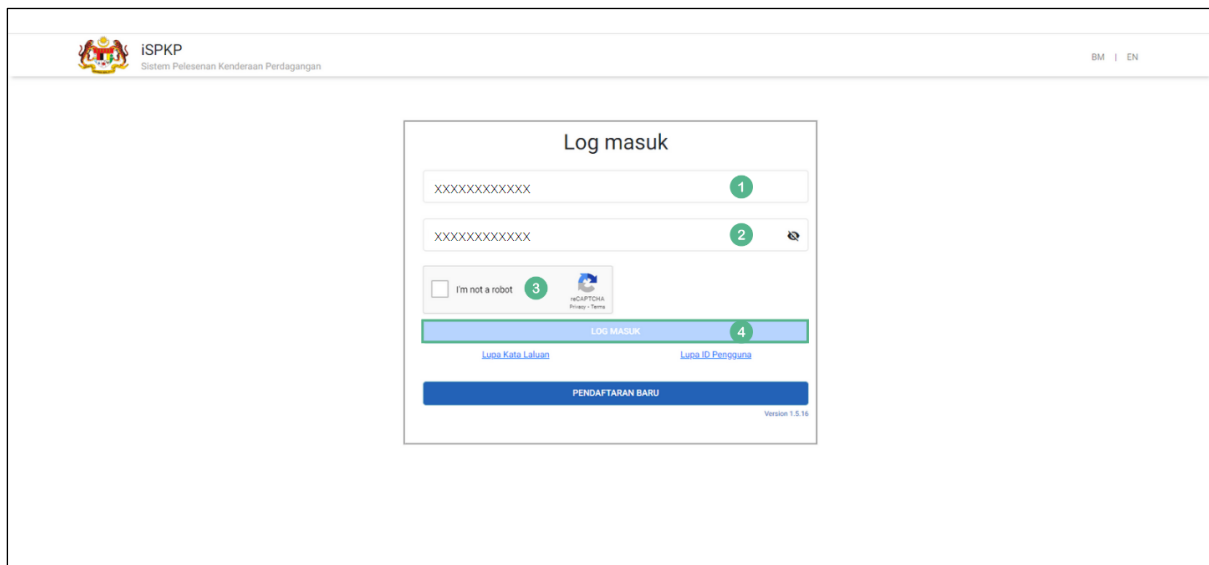 iSPKP
Sistem Pelesenan Kenderaan Perdagangan
BM | EN
Log masuk
XXXXXXXXXXXX 1
XXXXXXXXXXXX 2
I'm not a robot 3
reCAPTCHA
Privacy - Terms
LOG MASUK 4
Lupa Kata Laluan Lupa ID Pengguna
PENDAFTARAN BARU
Version 1.5.16